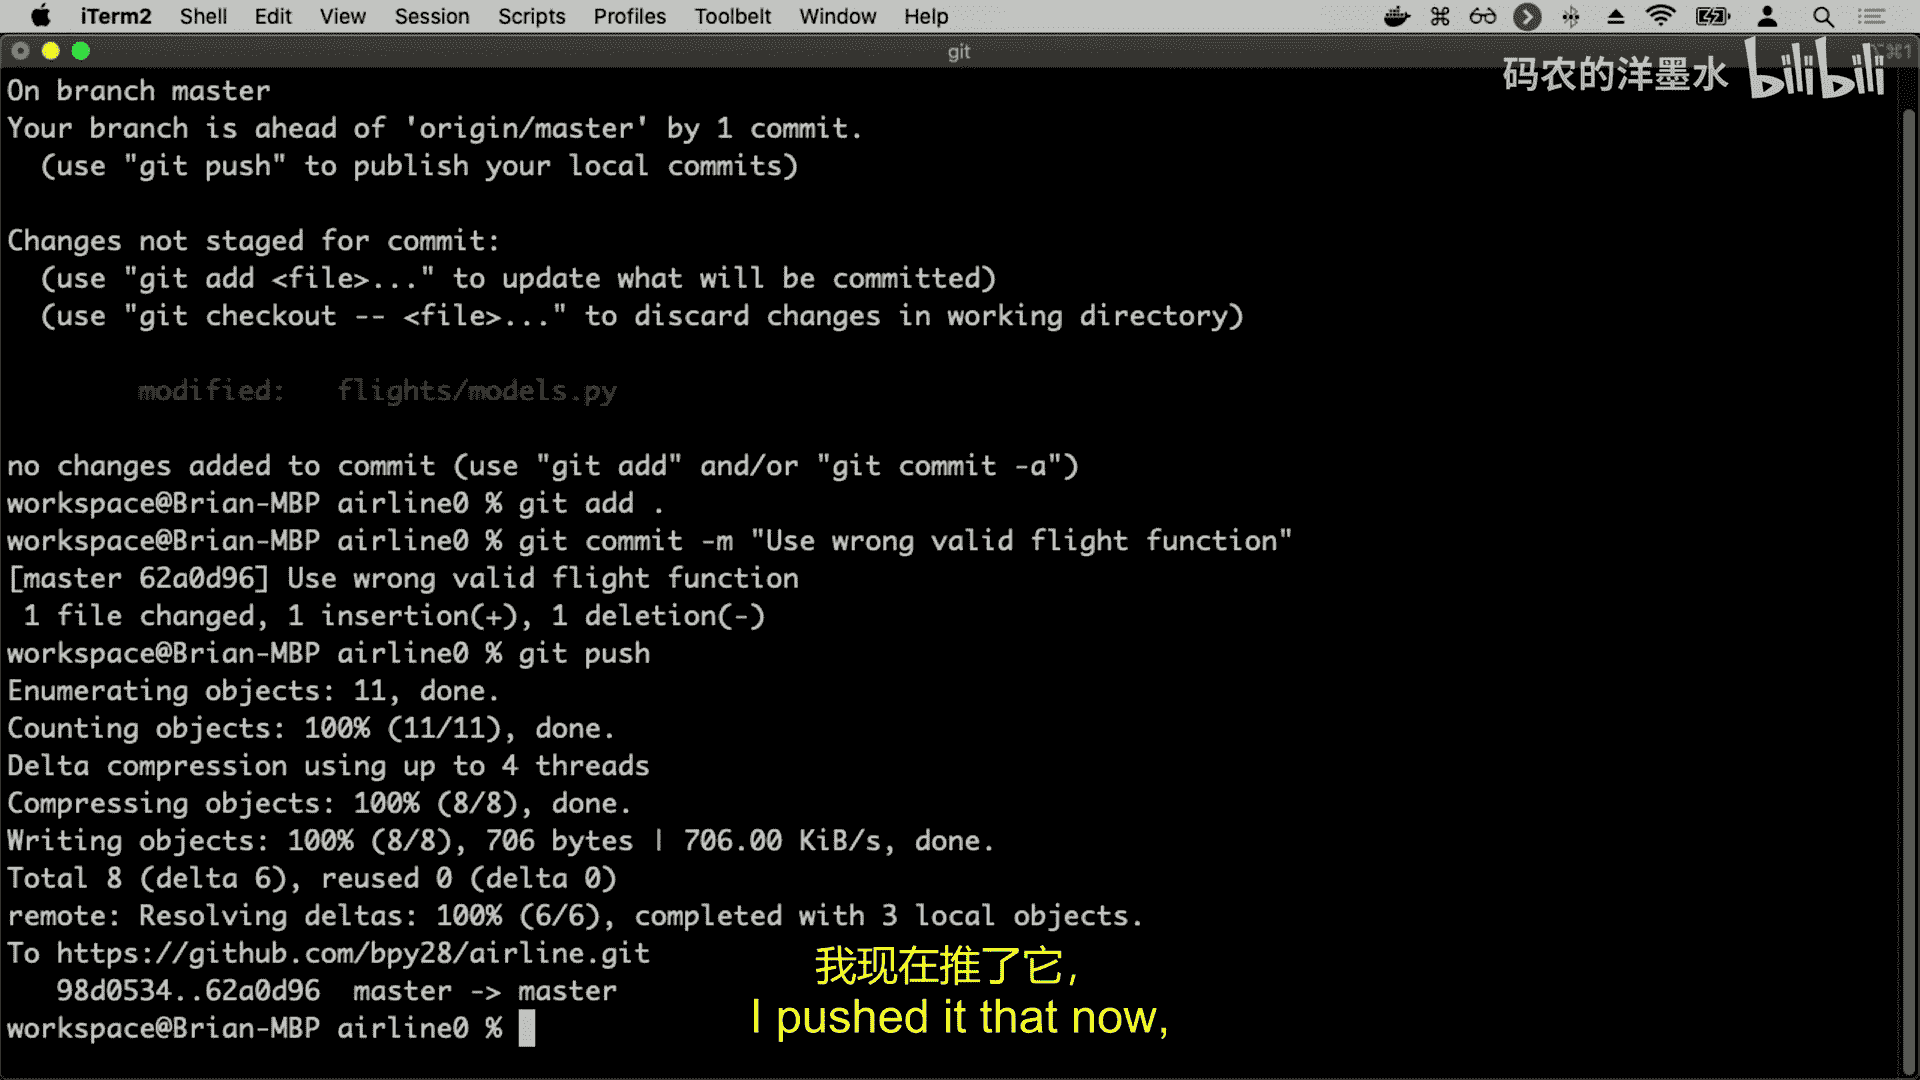 iTerm2 Shell Edit View Session Scripts Profiles Toolbelt Window Help
git
⌘1
码农的洋墨水 bilibili
On branch master
Your branch is ahead of 'origin/master' by 1 commit.
  (use "git push" to publish your local commits)
Changes not staged for commit:
  (use "git add <file>..." to update what will be committed)
  (use "git checkout -- <file>..." to discard changes in working directory)
        modified:   flights/models.py
no changes added to commit (use "git add" and/or "git commit -a")
workspace@Brian-MBP airline0 % git add .
workspace@Brian-MBP airline0 % git commit -m "Use wrong valid flight function"
[master 62a0d96] Use wrong valid flight function
 1 file changed, 1 insertion(+), 1 deletion(-)
workspace@Brian-MBP airline0 % git push
Enumerating objects: 11, done.
Counting objects: 100% (11/11), done.
Delta compression using up to 4 threads
Compressing objects: 100% (8/8), done.
Writing objects: 100% (8/8), 706 bytes | 706.00 KiB/s, done.
Total 8 (delta 6), reused 0 (delta 0)
remote: Resolving deltas: 100% (6/6), completed with 3 local objects.
To https://github.com/bpy28/airline.git
   98d0534..62a0d96  master -> master
workspace@Brian-MBP airline0 %
我现在推了它,
I pushed it that now,